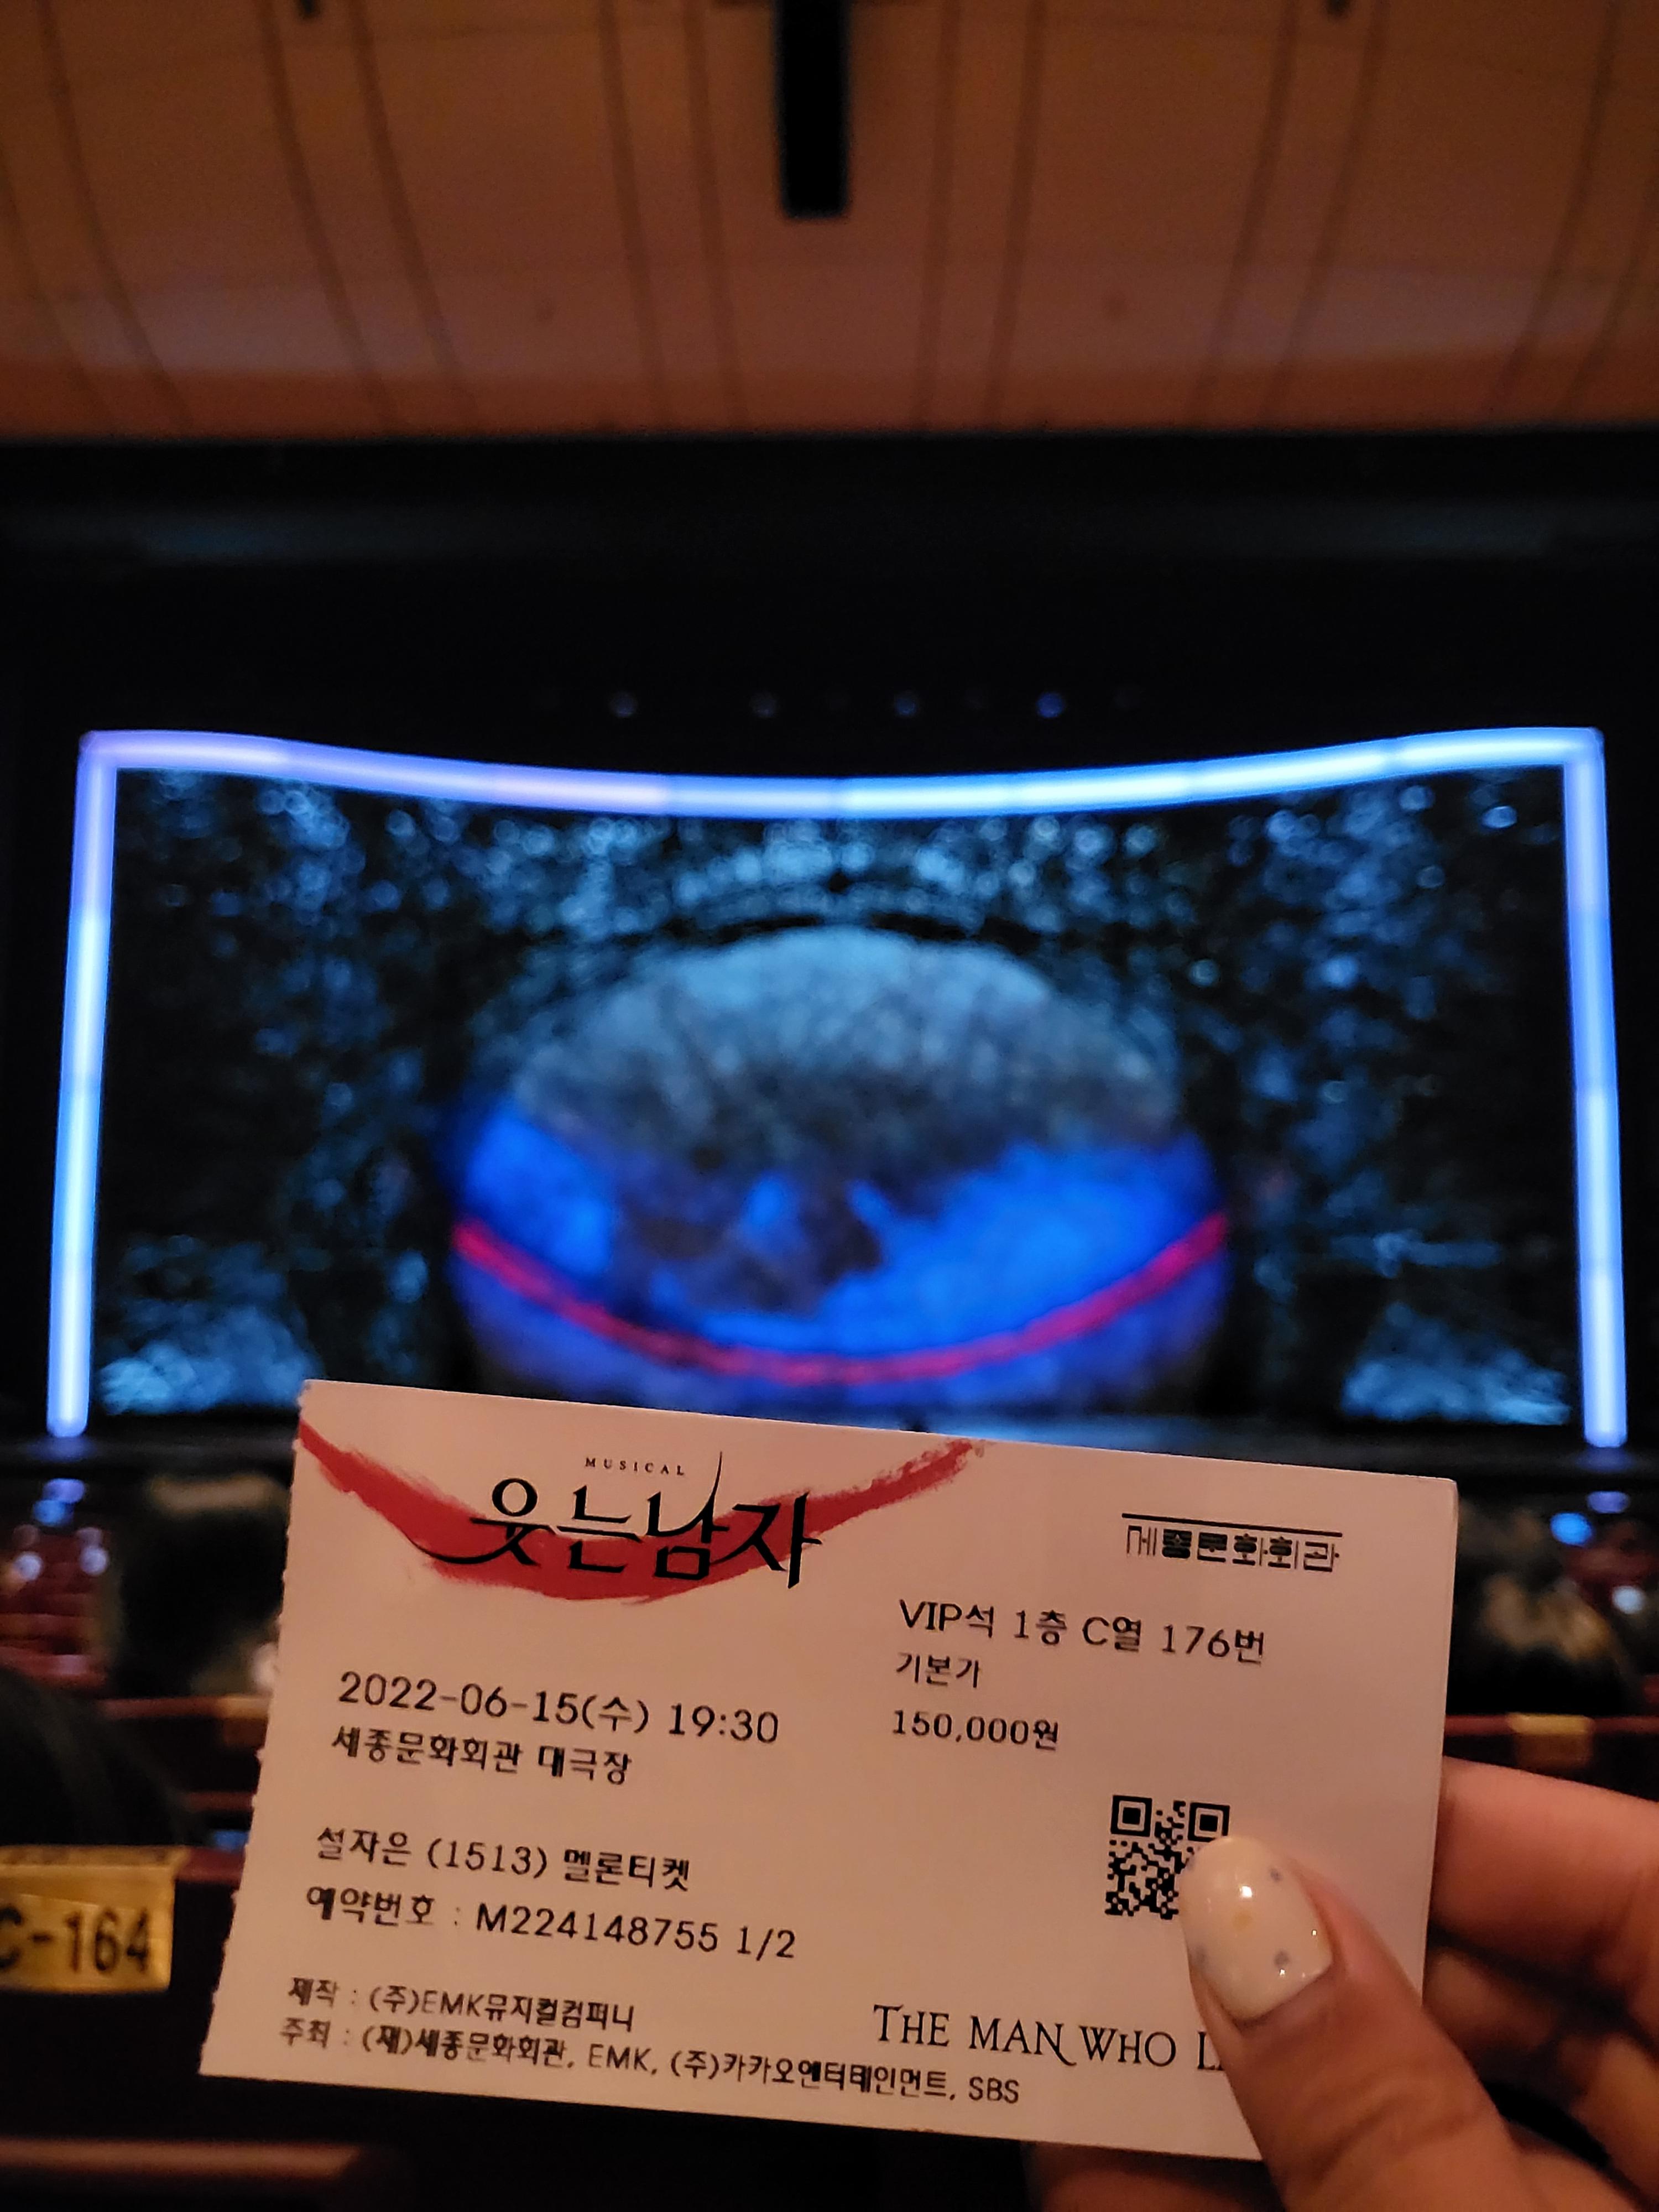 MUSICAL
웃는남자
세종문화회관
VIP석 1층 C열 176번
기본가
150,000원
2022-06-15(수) 19:30
세종문화회관 대극장
설자은 (1513) 멜론티켓
예약번호 : M224148755 1/2
제작 : (주)EMK뮤지컬컴퍼니
주최 : (재)세종문화회관, EMK, (주)카카오엔터테인먼트, SBS
THE MAN WHO
C-164